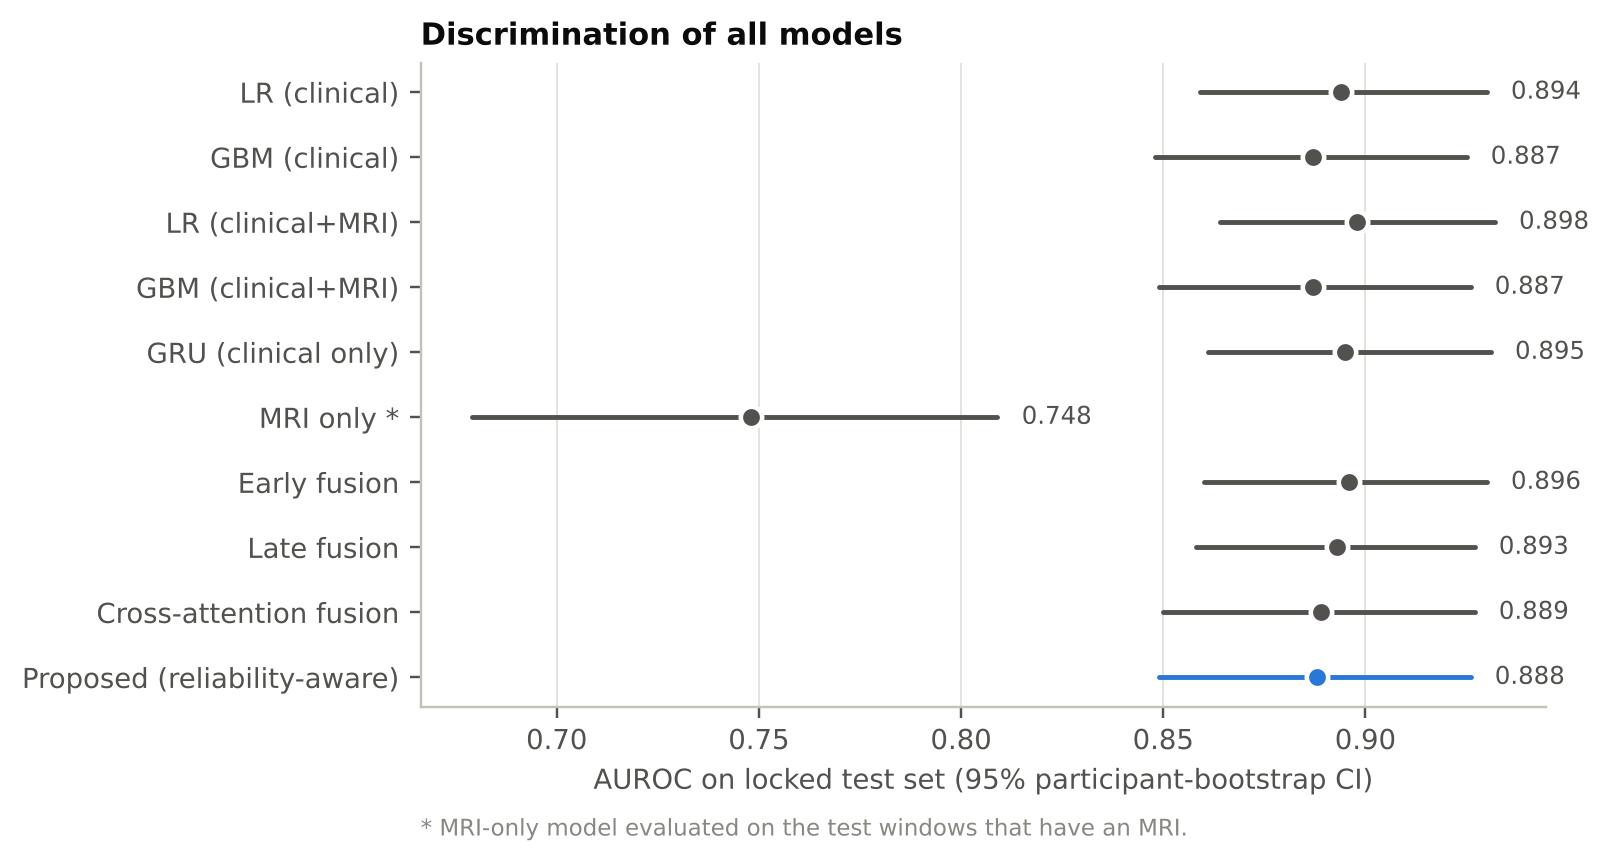 Discrimination of all models
LR (clinical) 0.894
GBM (clinical) 0.887
LR (clinical+MRI) 0.898
GBM (clinical+MRI) 0.887
GRU (clinical only) 0.895
MRI only * 0.748
Early fusion 0.896
Late fusion 0.893
Cross-attention fusion 0.889
Proposed (reliability-aware) 0.888
0.70 0.75 0.80 0.85 0.90
AUROC on locked test set (95% participant-bootstrap CI)
* MRI-only model evaluated on the test windows that have an MRI.